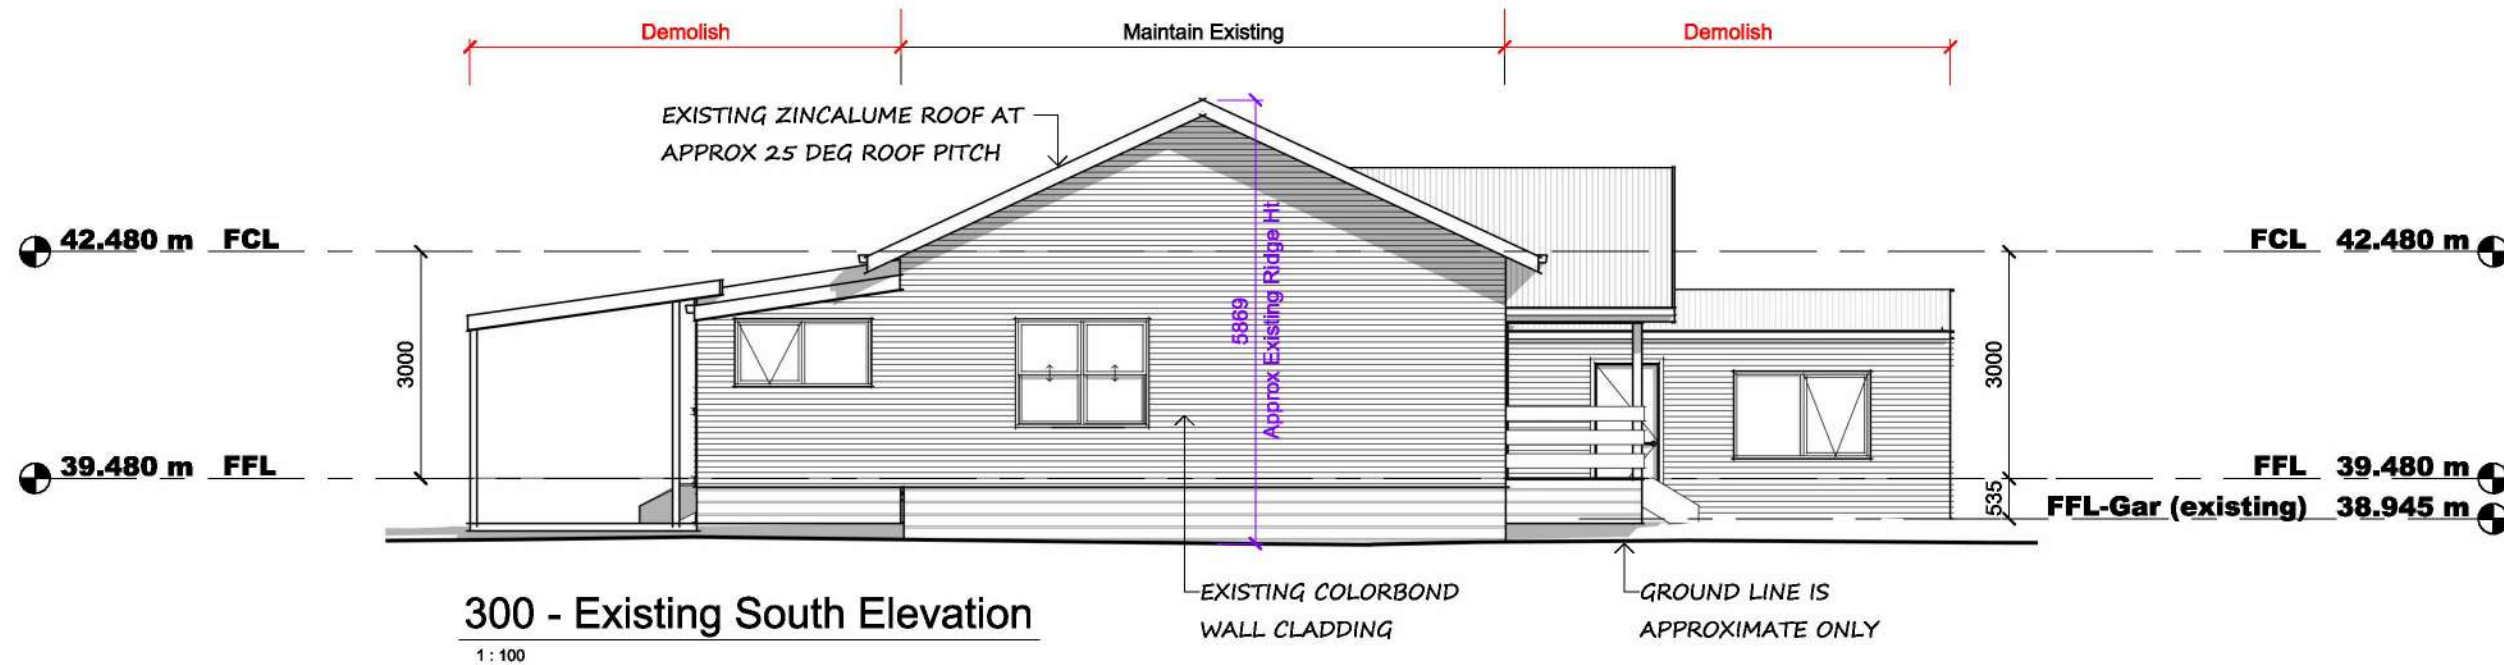 Demolish
Maintain Existing
Demolish
EXISTING ZINCALUME ROOF AT
APPROX 25 DEG ROOF PITCH
42.480 m FCL
FCL 42.480 m
3000
5869
Approx Existing Ridge Ht
3000
39.480 m FFL
FFL 39.480 m
535
FFL-Gar (existing) 38.945 m
300 - Existing South Elevation
1 : 100
EXISTING COLORBOND
WALL CLADDING
GROUND LINE IS
APPROXIMATE ONLY